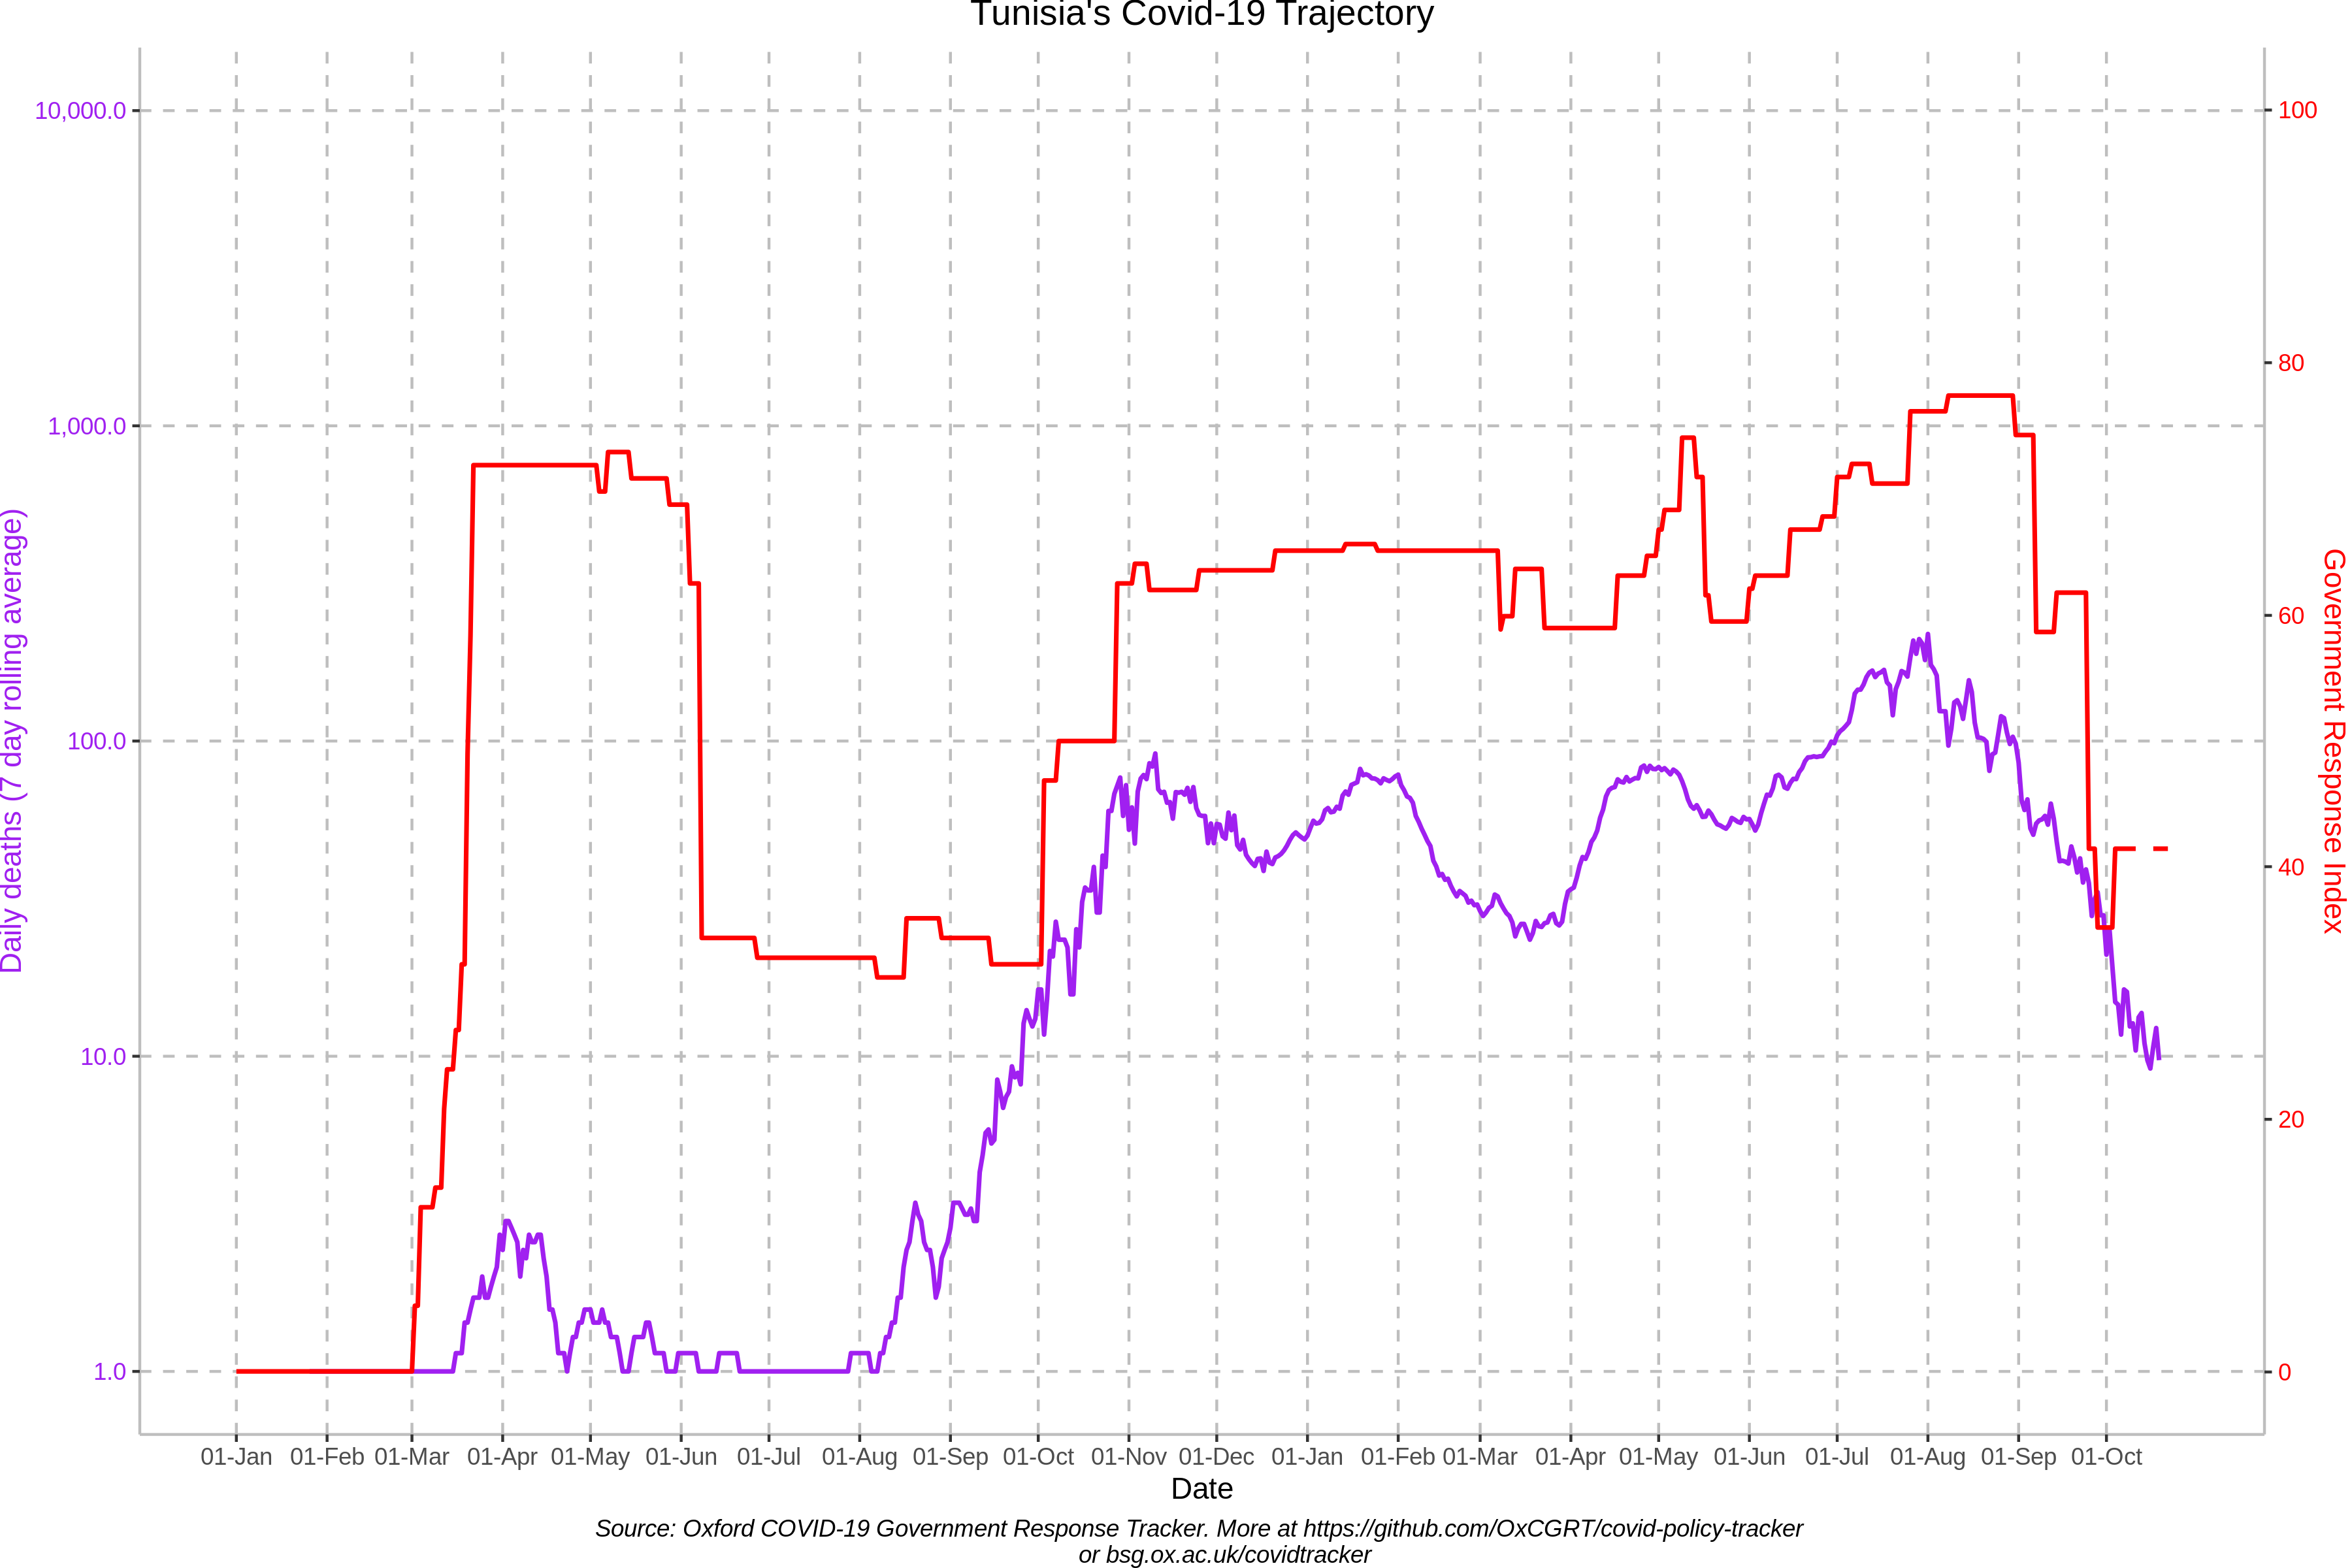 Tunisia's Covid-19 Trajectory
10,000.0
1,000.0
100.0
10.0
1.0
Daily deaths (7 day rolling average)
100
80
60
40
20
0
Government Response Index
01-Jan 01-Feb 01-Mar 01-Apr 01-May 01-Jun 01-Jul 01-Aug 01-Sep 01-Oct 01-Nov 01-Dec 01-Jan 01-Feb 01-Mar 01-Apr 01-May 01-Jun 01-Jul 01-Aug 01-Sep 01-Oct
Date
Source: Oxford COVID-19 Government Response Tracker. More at https://github.com/OxCGRT/covid-policy-tracker
or bsg.ox.ac.uk/covidtracker